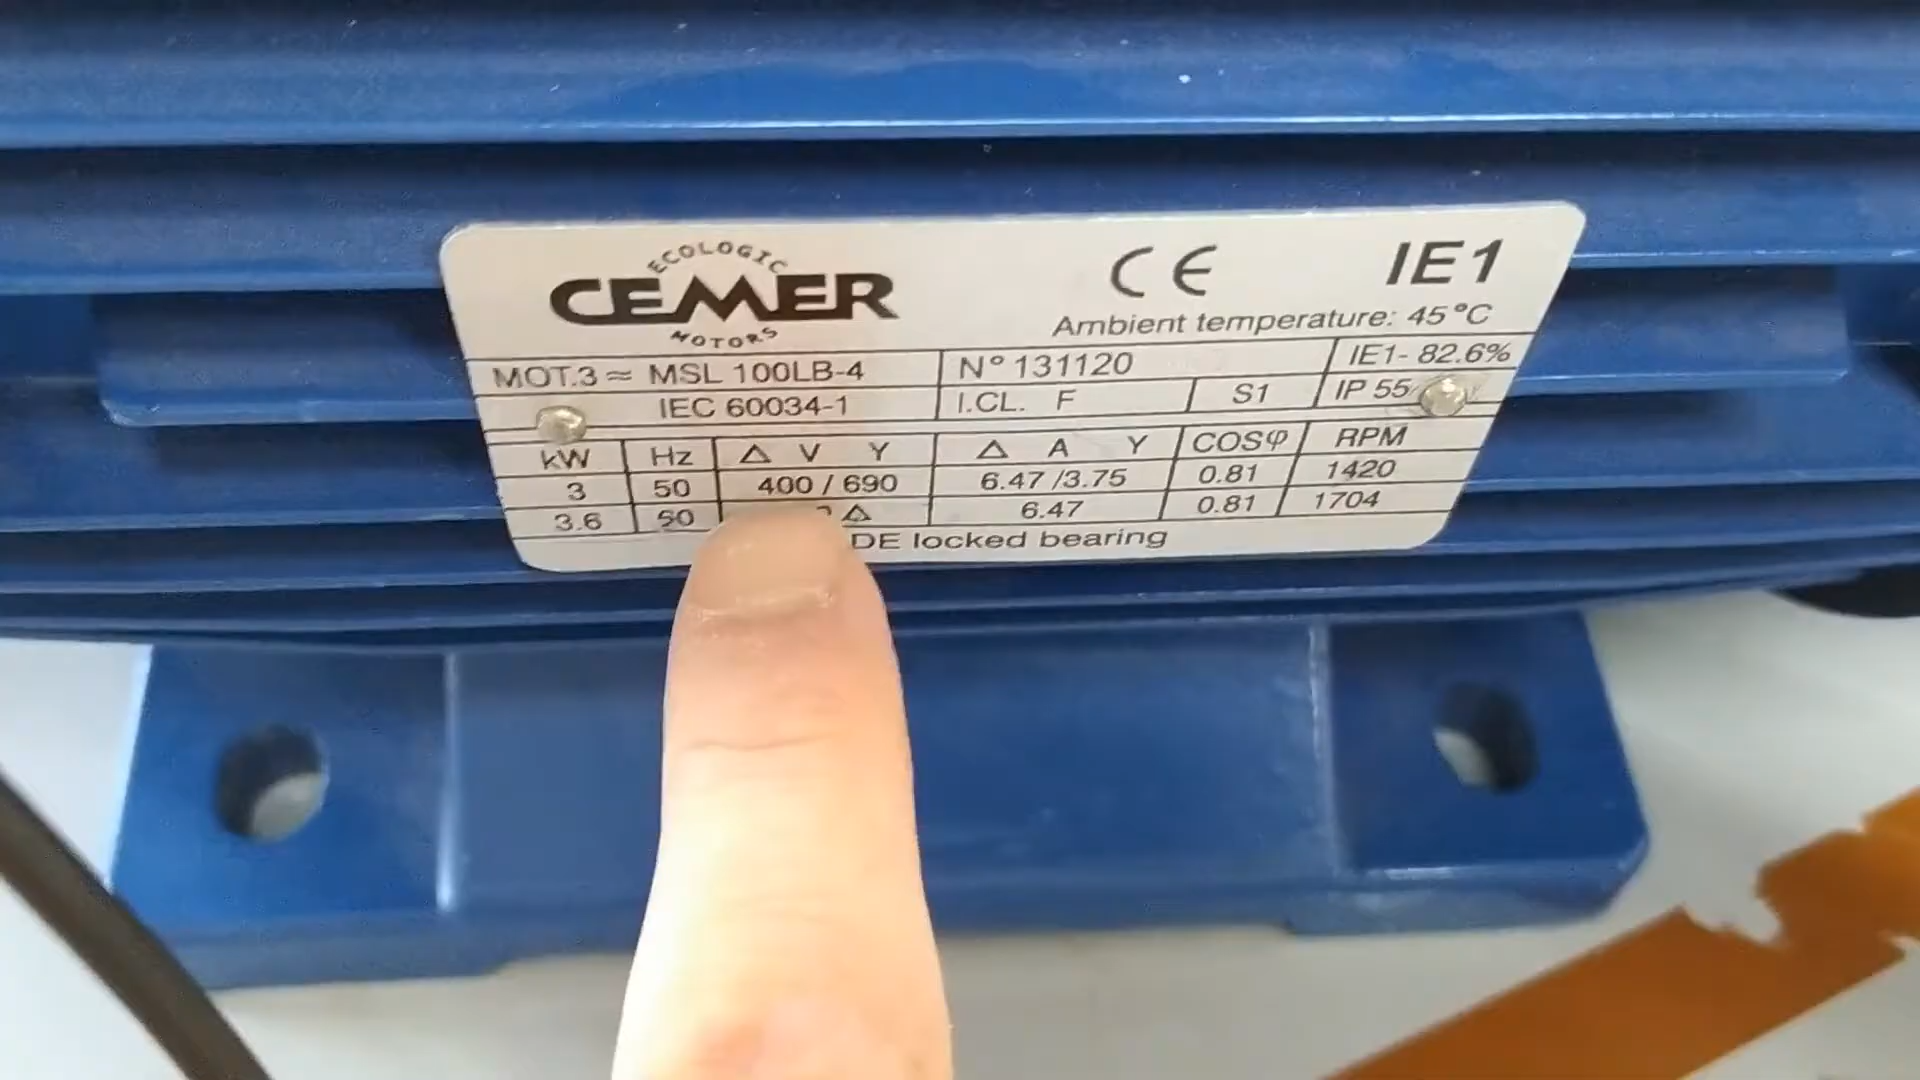 ECOLOGIC
CEMER
MOTORS
CE
IE1
Ambient temperature: 45°C
MOT.3≈ MSL 100LB-4 N° 131120 IE1- 82.6%
IEC 60034-1 I.CL. F S1 IP 55
kW Hz Δ V Y Δ A Y COSφ RPM
3 50 400 / 690 6.47 /3.75 0.81 1420
3.6 50 Δ 6.47 0.81 1704
DE locked bearing